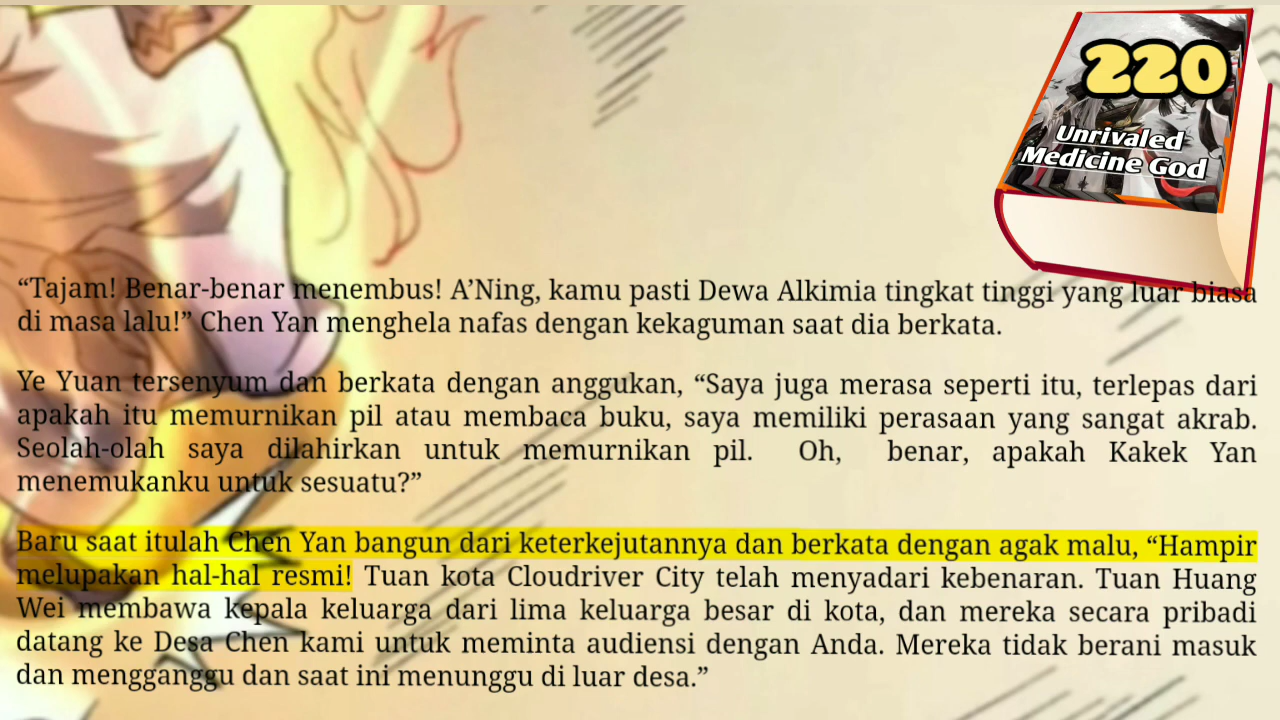 220
Unrivaled
Medicine God
“Tajam! Benar-benar menembus! A’Ning, kamu pasti Dewa Alkimia tingkat tinggi yang luar biasa
di masa lalu!” Chen Yan menghela nafas dengan kekaguman saat dia berkata.
Ye Yuan tersenyum dan berkata dengan anggukan, “Saya juga merasa seperti itu, terlepas dari
apakah itu memurnikan pil atau membaca buku, saya memiliki perasaan yang sangat akrab.
Seolah-olah saya dilahirkan untuk memurnikan pil. Oh, benar, apakah Kakek Yan
menemukanku untuk sesuatu?”
Baru saat itulah Chen Yan bangun dari keterkejutannya dan berkata dengan agak malu, “Hampir
melupakan hal-hal resmi! Tuan kota Cloudriver City telah menyadari kebenaran. Tuan Huang
Wei membawa kepala keluarga dari lima keluarga besar di kota, dan mereka secara pribadi
datang ke Desa Chen kami untuk meminta audiensi dengan Anda. Mereka tidak berani masuk
dan mengganggu dan saat ini menunggu di luar desa.”